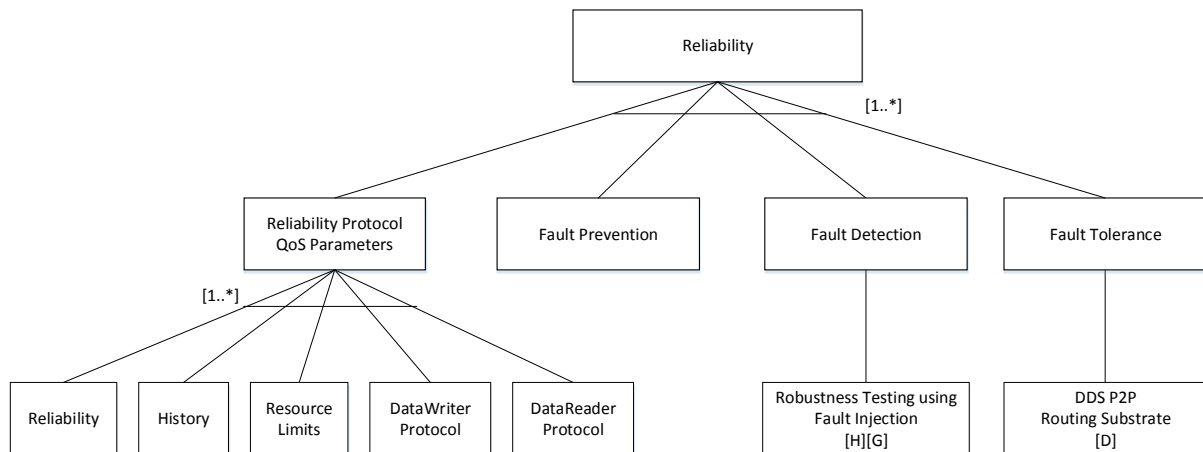 Reliability
[1..*]
Reliability Protocol
QoS Parameters
Fault Prevention
Fault Detection
Fault Tolerance
[1..*]
Reliability
History
Resource
Limits
DataWriter
Protocol
DataReader
Protocol
Robustness Testing using
Fault Injection
[H][G]
DDS P2P
Routing Substrate
[D]